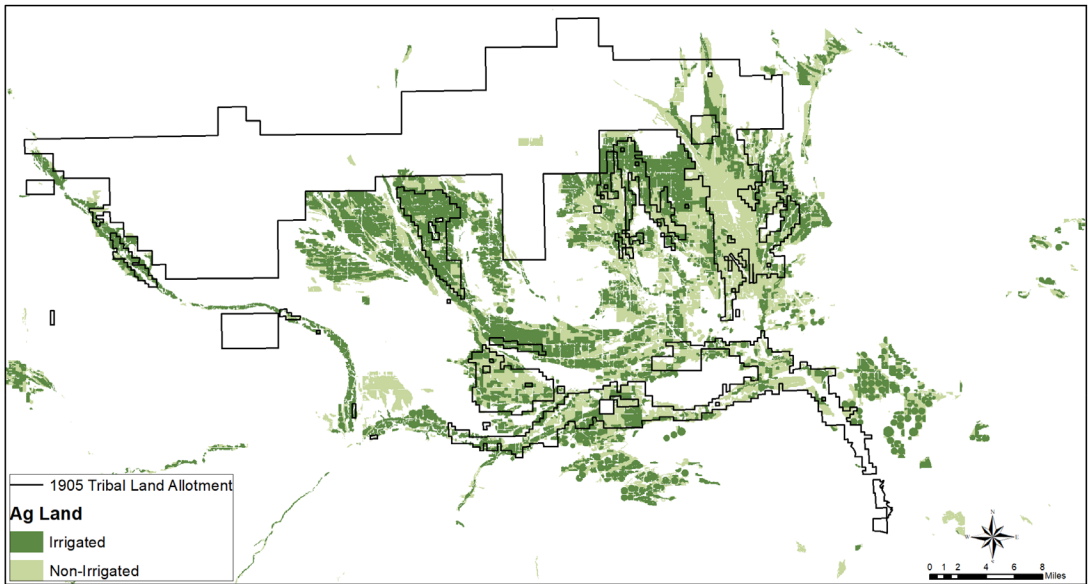 1905 Tribal Land Allotment
Ag Land
Irrigated
Non-Irrigated
N
W
E
S
0 1 2 4 6 8
Miles